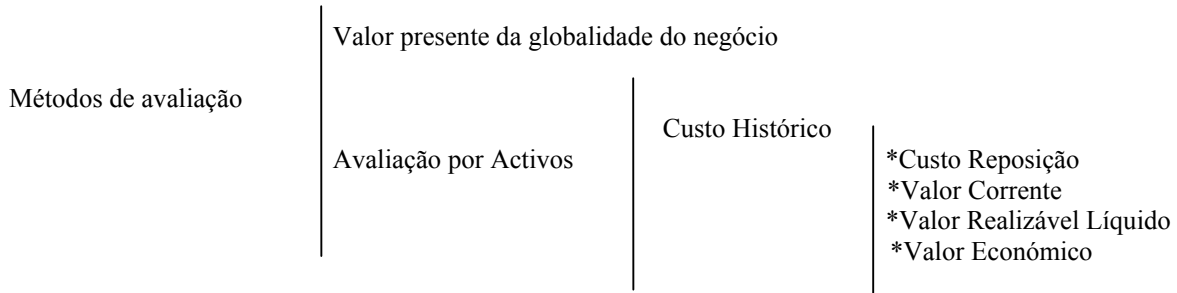 Valor presente da globalidade do negócio
Métodos de avaliação
Custo Histórico
Avaliação por Activos
*Custo Reposição
*Valor Corrente
*Valor Realizável Líquido
*Valor Económico